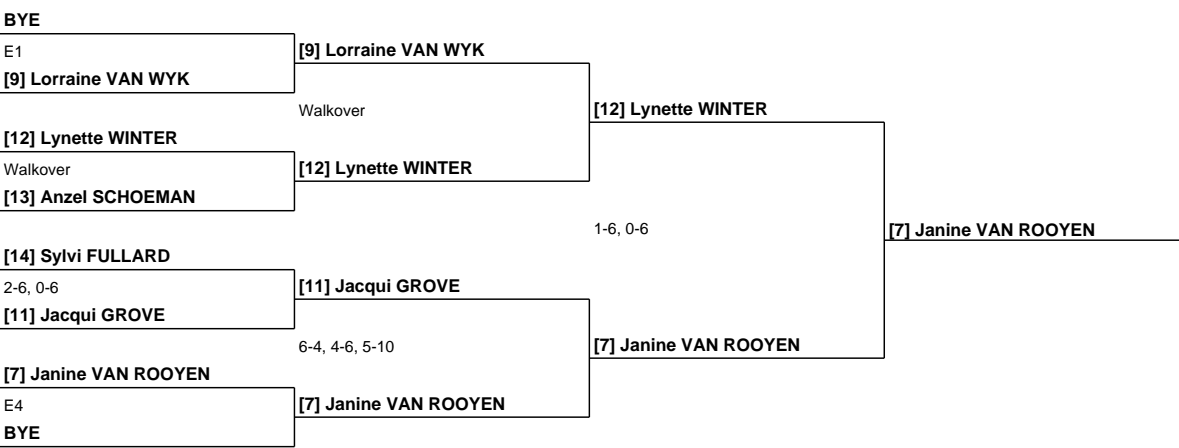 BYE
E1
[9] Lorraine VAN WYK
[9] Lorraine VAN WYK
Walkover
[12] Lynette WINTER
[12] Lynette WINTER
Walkover
[12] Lynette WINTER
[13] Anzel SCHOEMAN
1-6, 0-6
[7] Janine VAN ROOYEN
[14] Sylvi FULLARD
2-6, 0-6
[11] Jacqui GROVE
[11] Jacqui GROVE
6-4, 4-6, 5-10
[7] Janine VAN ROOYEN
[7] Janine VAN ROOYEN
E4
[7] Janine VAN ROOYEN
BYE